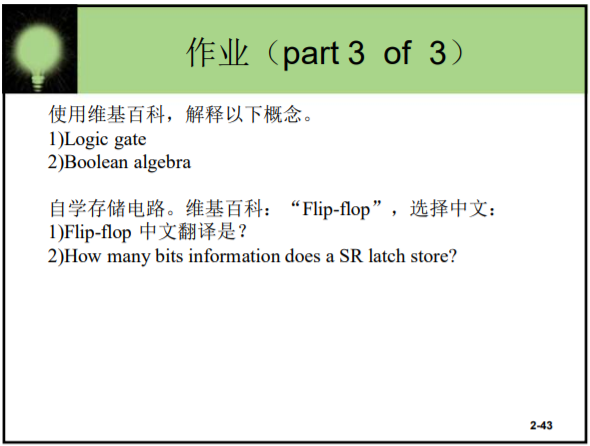 作业（part 3 of 3）
使用维基百科，解释以下概念。
1)Logic gate
2)Boolean algebra
自学存储电路。维基百科：“Flip-flop”，选择中文：
1)Flip-flop 中文翻译是？
2)How many bits information does a SR latch store?
2-43